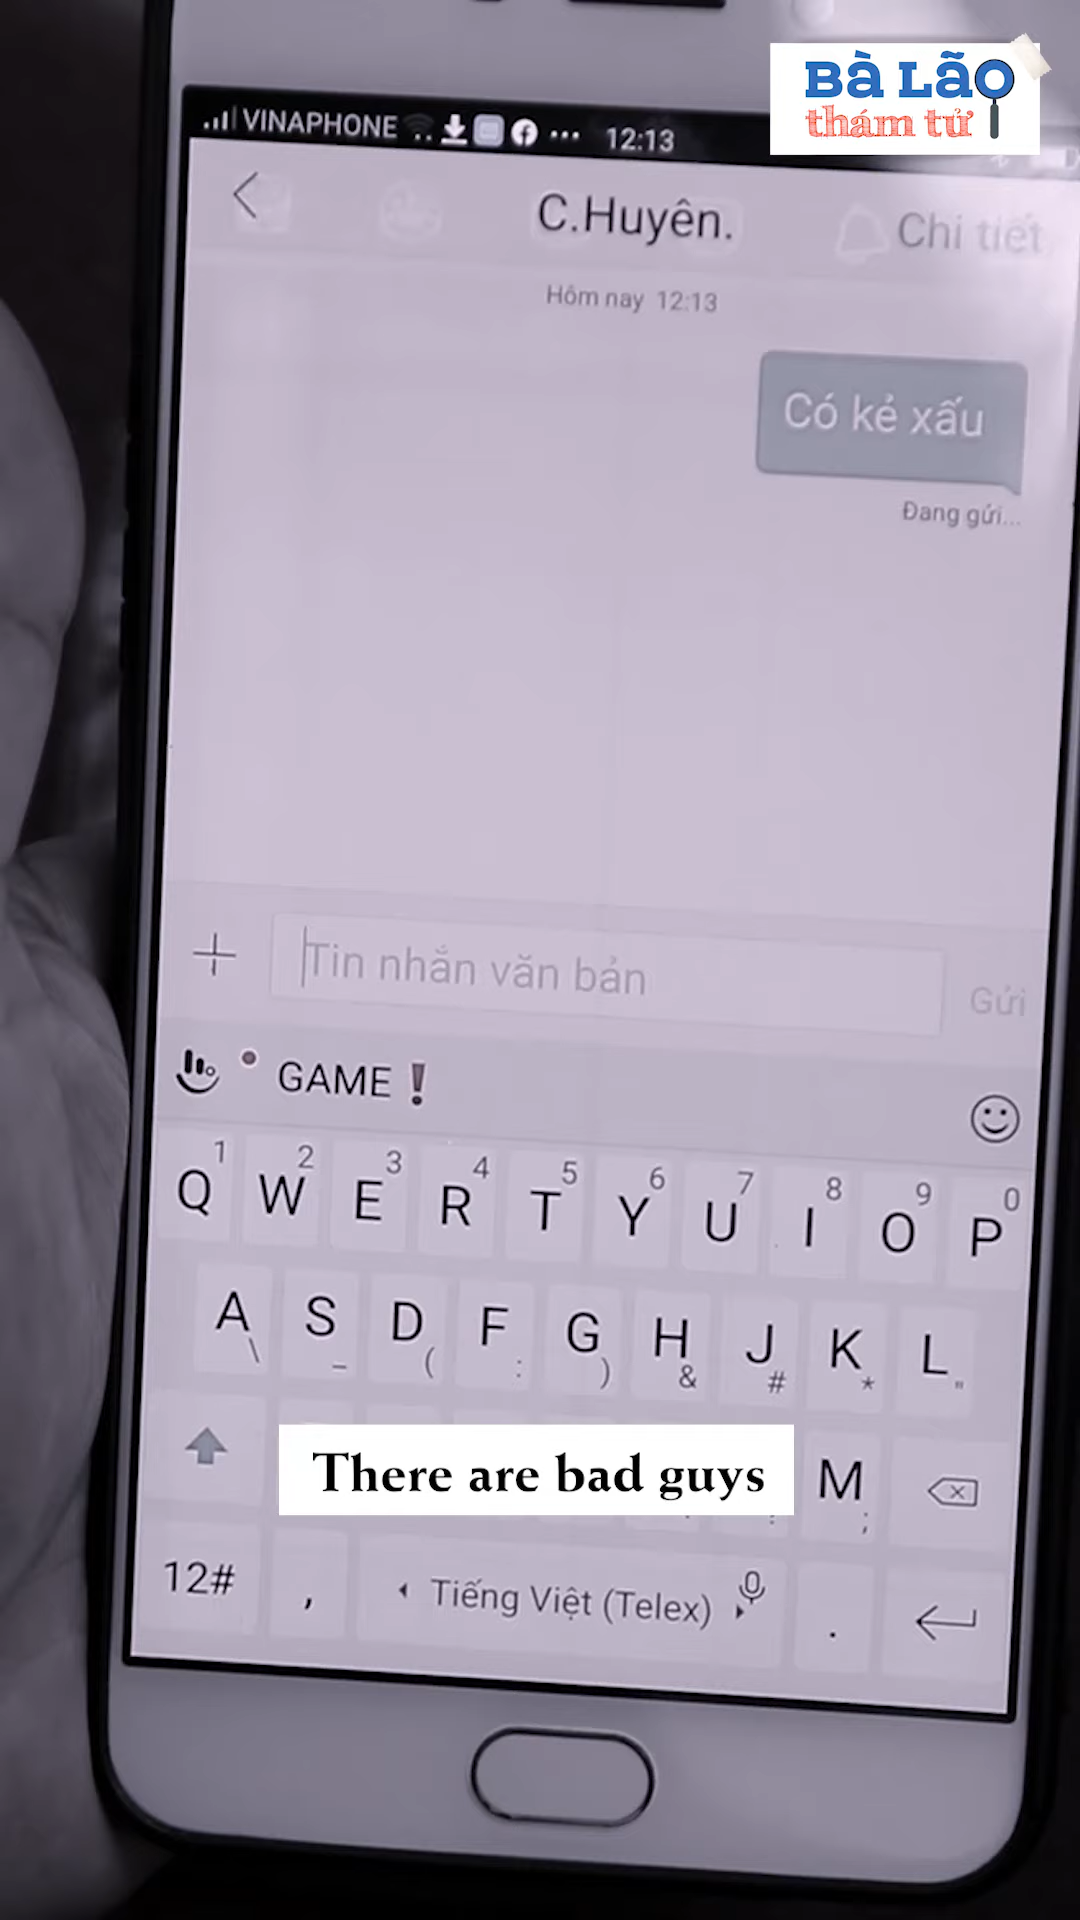 Bà Lão
thám tử
VINAPHONE 12:13
C.Huyên.
Chi tiết
Hôm nay 12:13
Có kẻ xấu
Đang gửi...
Tin nhắn văn bản
Gửi
GAME❗
1 2 3 4 5 6 7 8 9 0
Q W E R T Y U I O P
A S D F G H J K L
\ _ ( : ) & # * "
There are bad guys
M
;
12# , Tiếng Việt (Telex) .